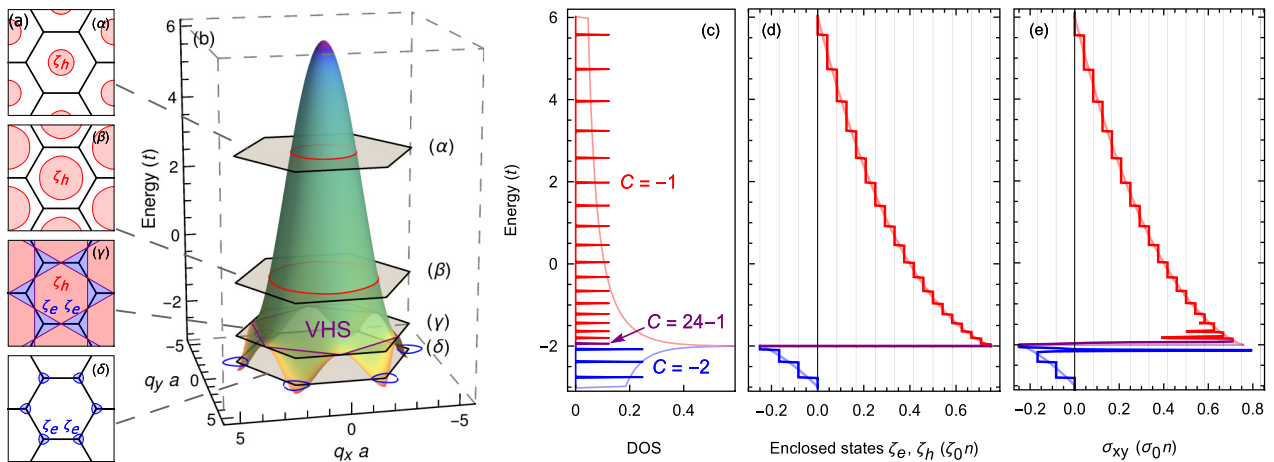 (a)
(α)
ζh
(β)
ζh
(γ)
ζh
ζe ζe
(δ)
ζe ζe
(b)
Energy (t)
6
4
2
0
−2
−5
0
5
qy a
5
0
−5
qx a
(α)
(β)
(γ)
(δ)
VHS
(c)
Energy (t)
6
4
2
0
−2
C = −1
C = 24−1
C = −2
0.0 0.2 0.4
DOS
(d)
−0.2 0.0 0.2 0.4 0.6
Enclosed states ζe, ζh (ζ0n)
(e)
−0.2 0.0 0.2 0.4 0.6 0.8
σxy (σ0n)